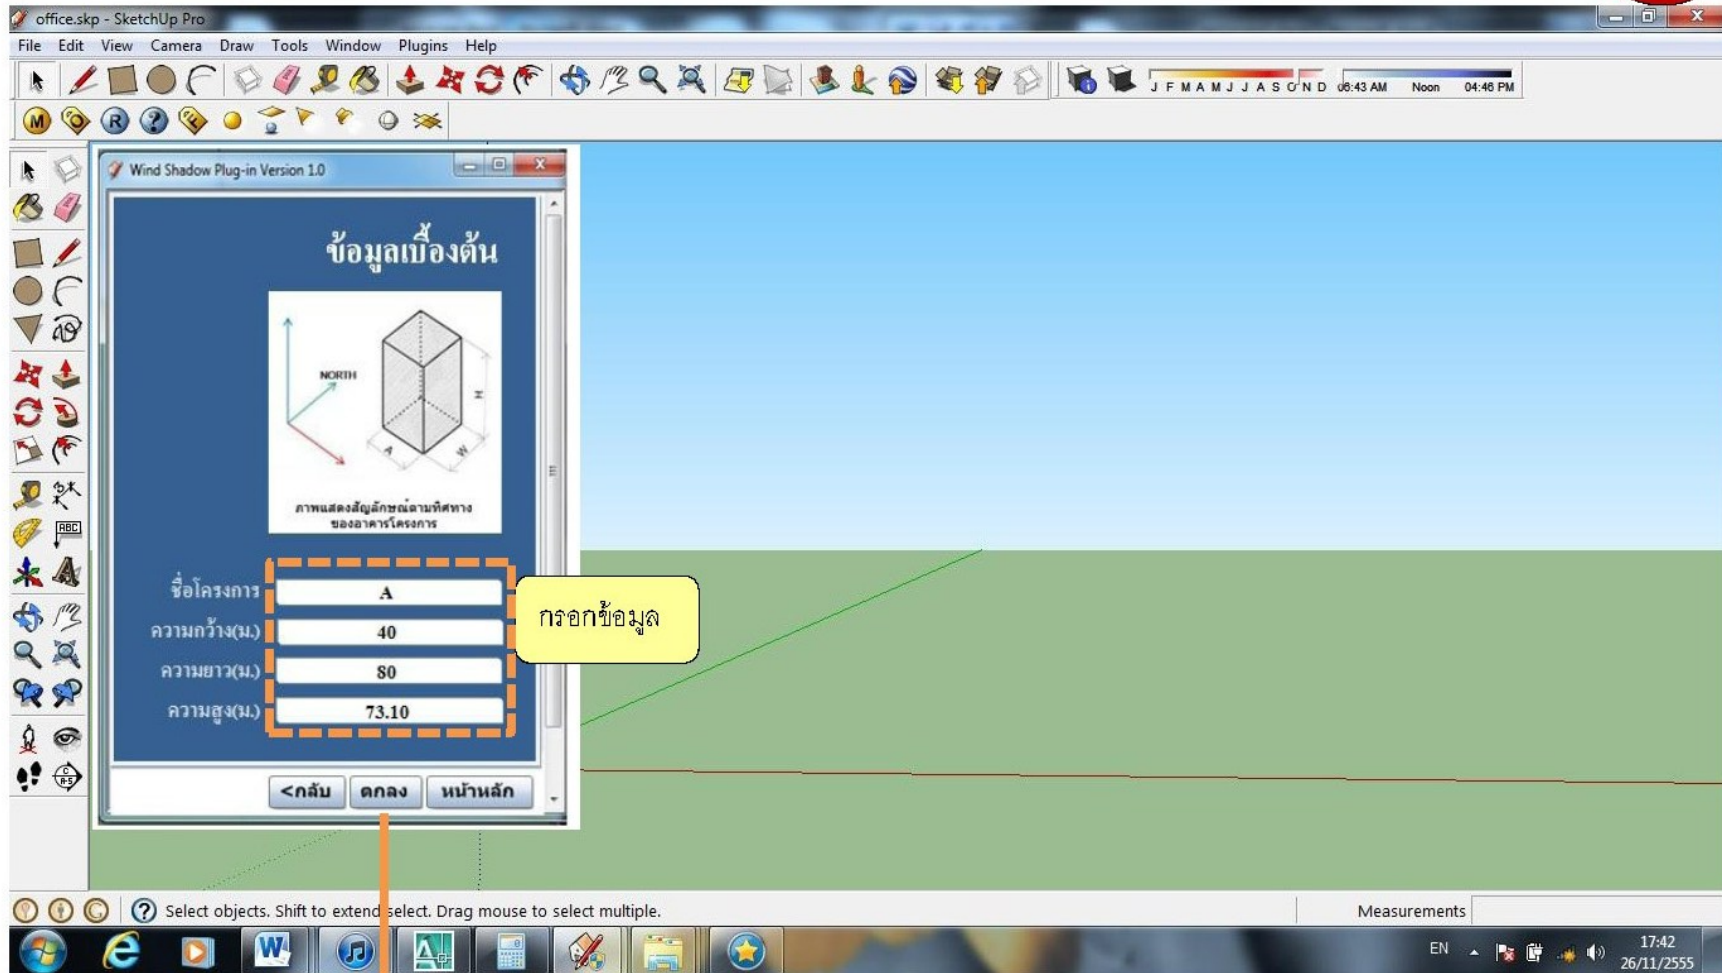 office.skp - SketchUp Pro
File Edit View Camera Draw Tools Window Plugins Help
J F M A M J J A S O N D 06:43 AM Noon 04:46 PM
M R ?
Wind Shadow Plug-in Version 1.0
ข้อมูลเบื้องต้น
NORTH
H
A W
ภาพแสดงสัญลักษณ์ตามทิศทาง
ของอาคารโครงการ
ABC
ชื่อโครงการ A
กรอกข้อมูล
ความกว้าง(ม.) 40
ความยาว(ม.) 80
ความสูง(ม.) 73.10
<กลับ ตกลง หน้าหลัก
Select objects. Shift to extend select. Drag mouse to select multiple.
Measurements
EN
17:42
26/11/2555